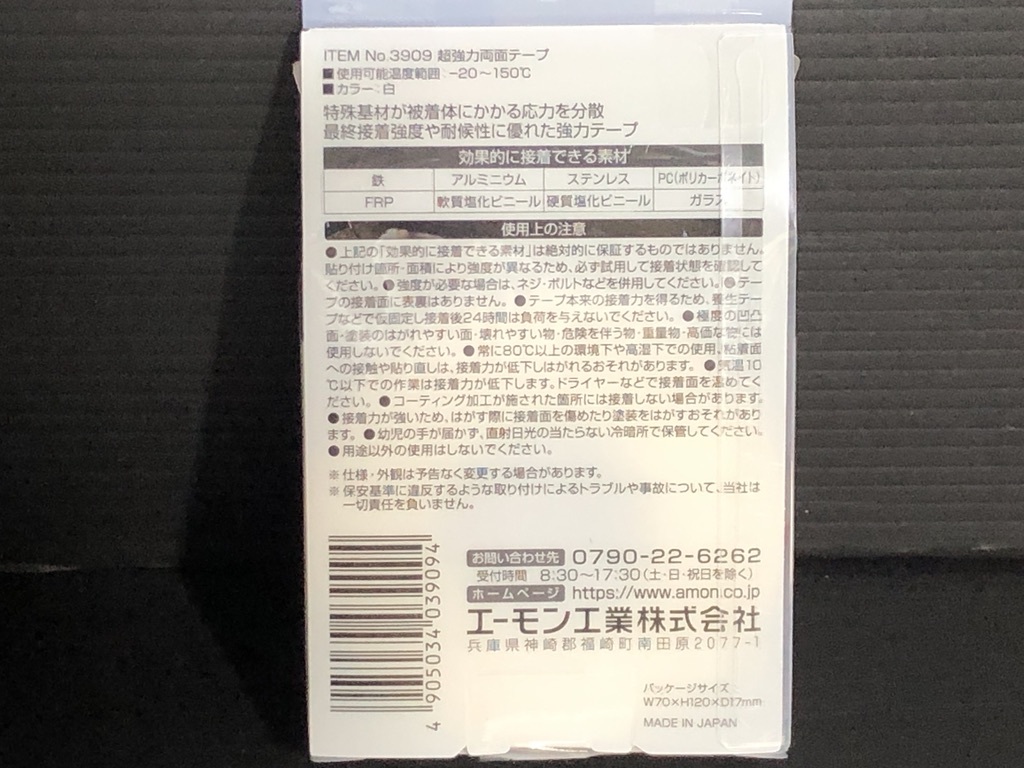 ITEM No.3909 超強力両面テープ
■使用可能温度範囲:-20～150℃
■カラー:白
特殊基材が被着体にかかる応力を分散
最終接着強度や耐候性に優れた強力テープ
効果的に接着できる素材
鉄 アルミニウム ステンレス PC(ポリカーボネイト)
FRP 軟質塩化ビニール 硬質塩化ビニール ガラス
使用上の注意
●上記の「効果的に接着できる素材」は絶対的に保証するものではありません。
貼り付け箇所・面積により強度が異なるため、必ず試用して接着状態を確認して
ください。●強度が必要な場合は、ネジ・ボルトなどを併用してください。●テー
プの接着面に表裏はありません。●テープ本来の接着力を得るため、養生テー
プなどで仮固定し接着後24時間は負荷を与えないでください。●極度の凹凸
面・塗装のはがれやすい面・壊れやすい物・危険を伴う物・重量物・高価な物には
使用しないでください。●常に80℃以上の環境下や高湿下での使用、粘着面
への接触や貼り直しは、接着力が低下しはがれるおそれがあります。●気温10
℃以下での作業は接着力が低下します。ドライヤーなどで接着面を温めてく
ださい。●コーティング加工が施された箇所には接着しない場合があります。
●接着力が強いため、はがす際に接着面を傷めたり塗装をはがすおそれがあり
ます。●幼児の手が届かず、直射日光の当たらない冷暗所で保管してください。
●用途以外の使用はしないでください。
※仕様・外観は予告なく変更する場合があります。
※保安基準に違反するような取り付けによるトラブルや事故について、当社は
一切責任を負いません。
お問い合わせ先 0790-22-6262
受付時間 8:30～17:30(土・日・祝日を除く)
ホームページ https://www.amon.co.jp
エーモン工業株式会社
兵庫県神崎郡福崎町南田原2077-1
4 905034 039094
パッケージサイズ
W70×H120×D17mm
MADE IN JAPAN